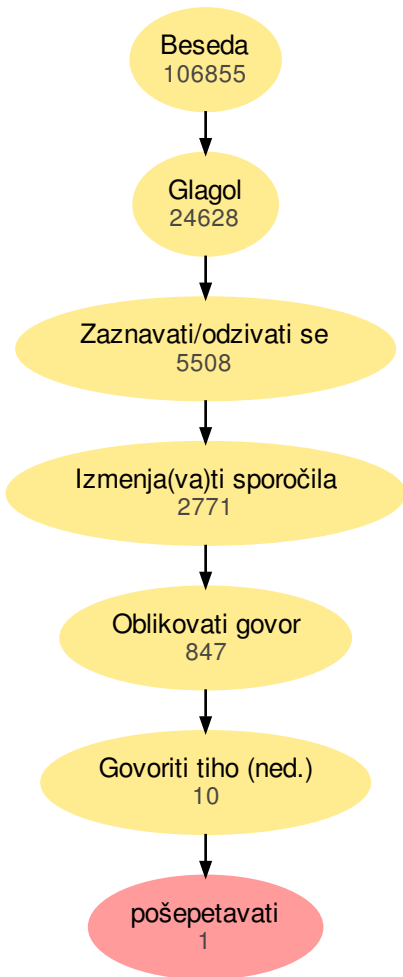 Beseda
106855
Glagol
24628
Zaznavati/odzivati se
5508
Izmenja(va)ti sporočila
2771
Oblikovati govor
847
Govoriti tiho (ned.)
10
pošepetavati
1